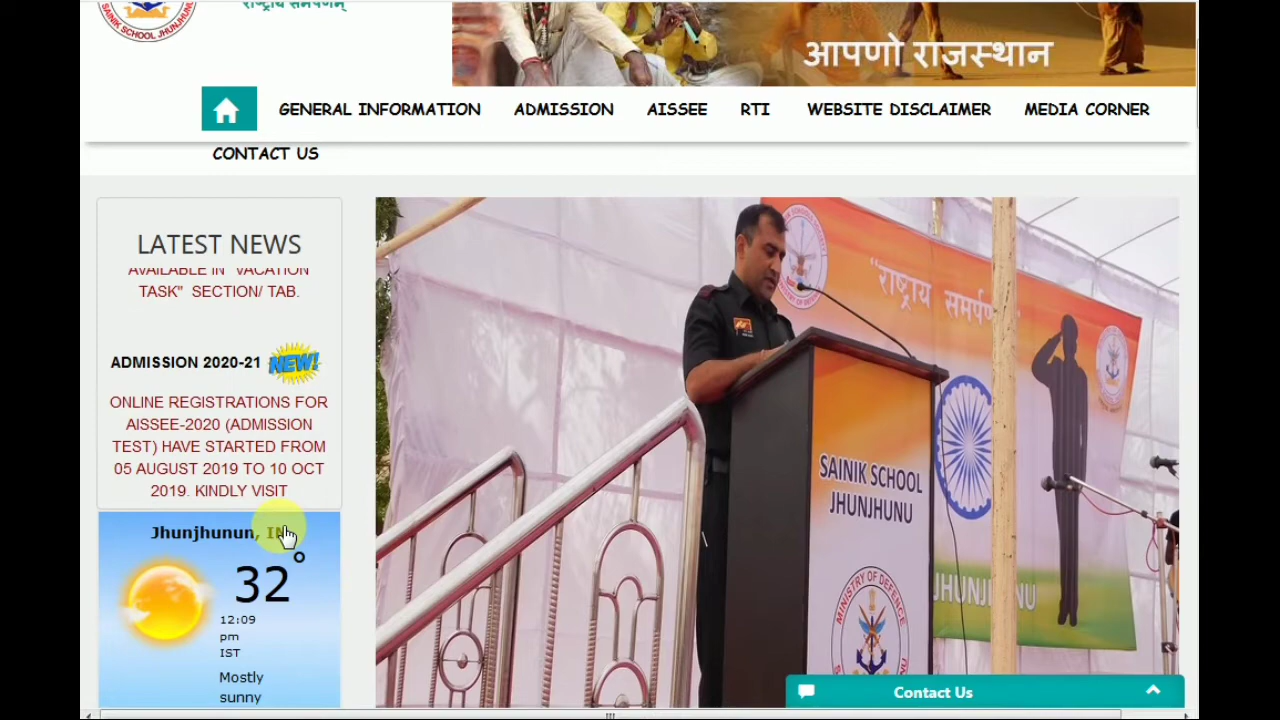 राष्ट्राय समर्पणम्
SAINIK SCHOOL JHUNJHUNU
आपणो राजस्थान
GENERAL INFORMATION
ADMISSION
AISSEE
RTI
WEBSITE DISCLAIMER
MEDIA CORNER
CONTACT US
LATEST NEWS
AVAILABLE IN "VACATION
TASK" SECTION/ TAB.
ADMISSION 2020-21 NEW!
ONLINE REGISTRATIONS FOR
AISSEE-2020 (ADMISSION
TEST) HAVE STARTED FROM
05 AUGUST 2019 TO 10 OCT
2019. KINDLY VISIT
Jhunjhunun, IN
32°
12:09
pm
IST
Mostly
sunny
"राष्ट्राय
SAINIK SCHOOL
JHUNJHUNU
JHUNJHUNU
MINISTRY OF DEFENCE
Contact Us